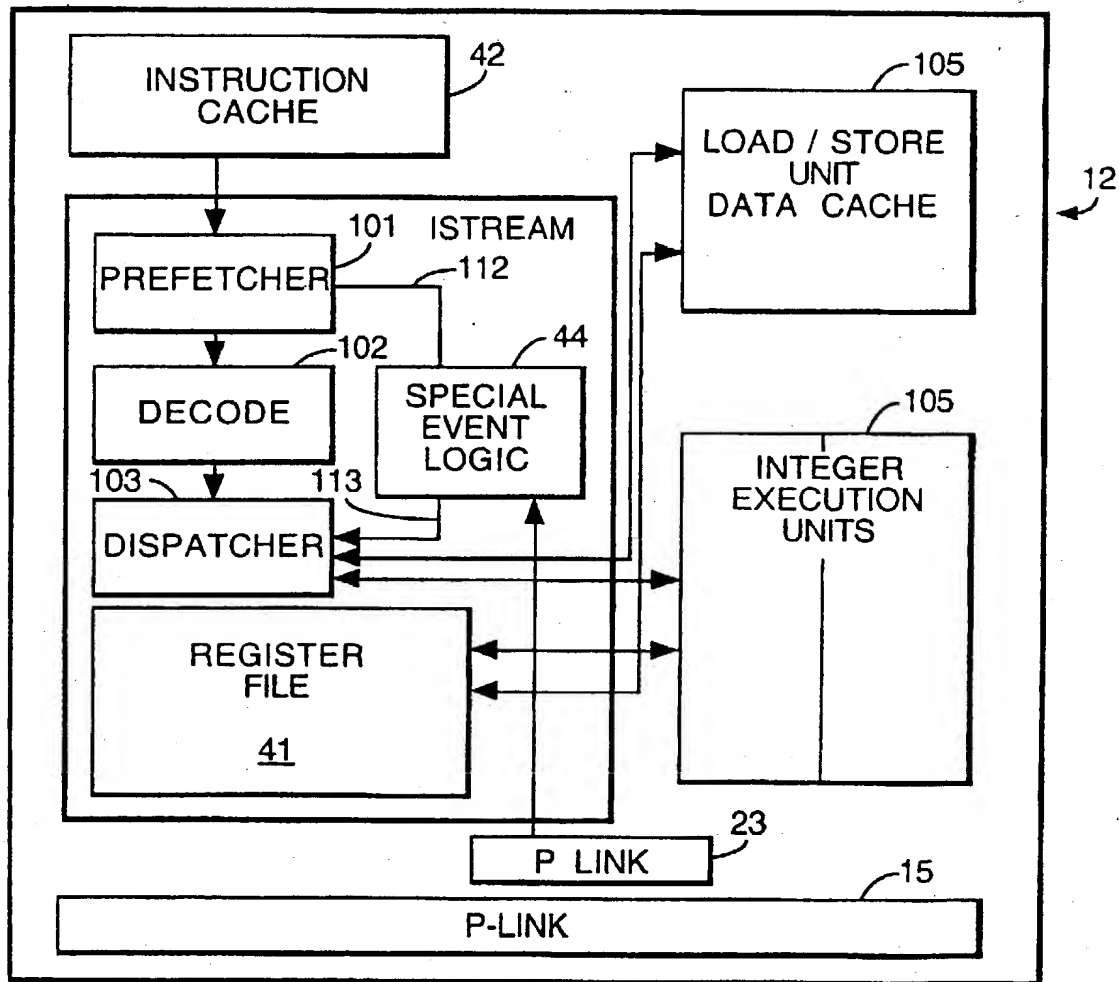 INSTRUCTION
CACHE
42
105
LOAD / STORE
UNIT
DATA CACHE
12
ISTREAM
101
PREFETCHER
112
102
DECODE
44
SPECIAL
EVENT
LOGIC
103
113
DISPATCHER
105
INTEGER
EXECUTION
UNITS
REGISTER
FILE
41
23
P LINK
15
P-LINK